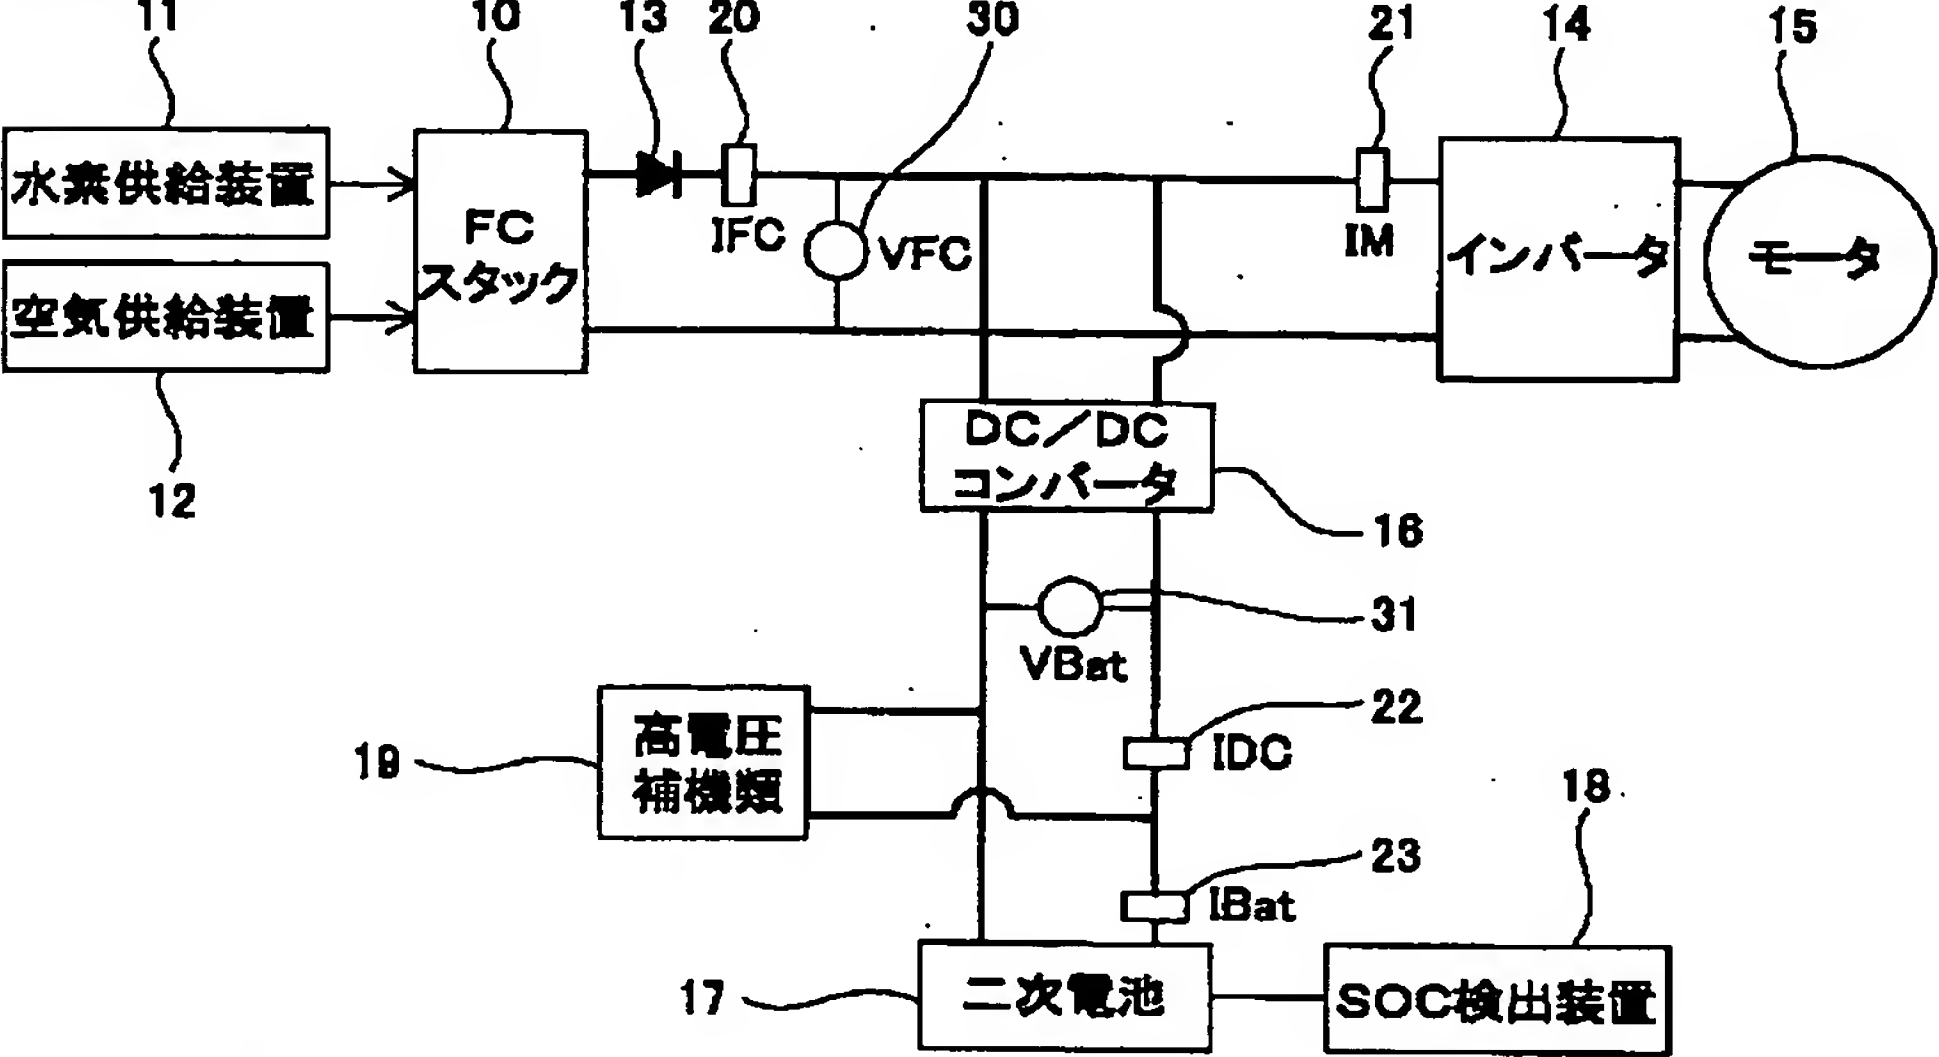 11
10
13
20
30
21
14
15
水素供給装置
FC
スタック
IFC
VFC
IM
インバータ
モータ
空気供給装置
12
DC/DC
コンバータ
16
31
VBat
22
高電圧
補機類
19
IDC
18
23
IBat
17
二次電池
SOC検出装置